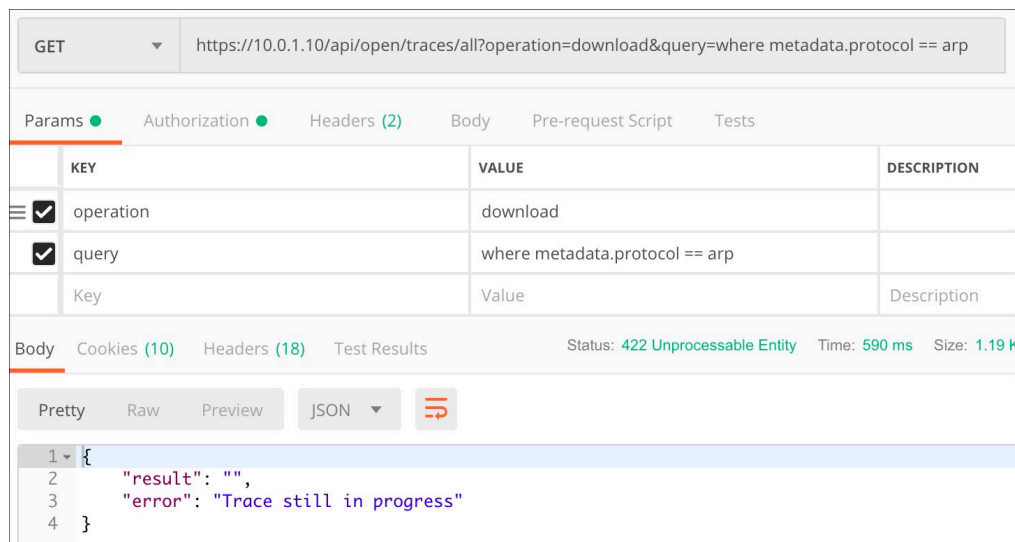 GET https://10.0.1.10/api/open/traces/all?operation=download&query=where metadata.protocol == arp
Params Authorization Headers (2) Body Pre-request Script Tests
KEY VALUE DESCRIPTION
operation download
query where metadata.protocol == arp
Key Value Description
Body Cookies (10) Headers (18) Test Results Status: 422 Unprocessable Entity Time: 590 ms Size: 1.19 K
Pretty Raw Preview JSON
1 {
2 "result": "",
3 "error": "Trace still in progress"
4 }